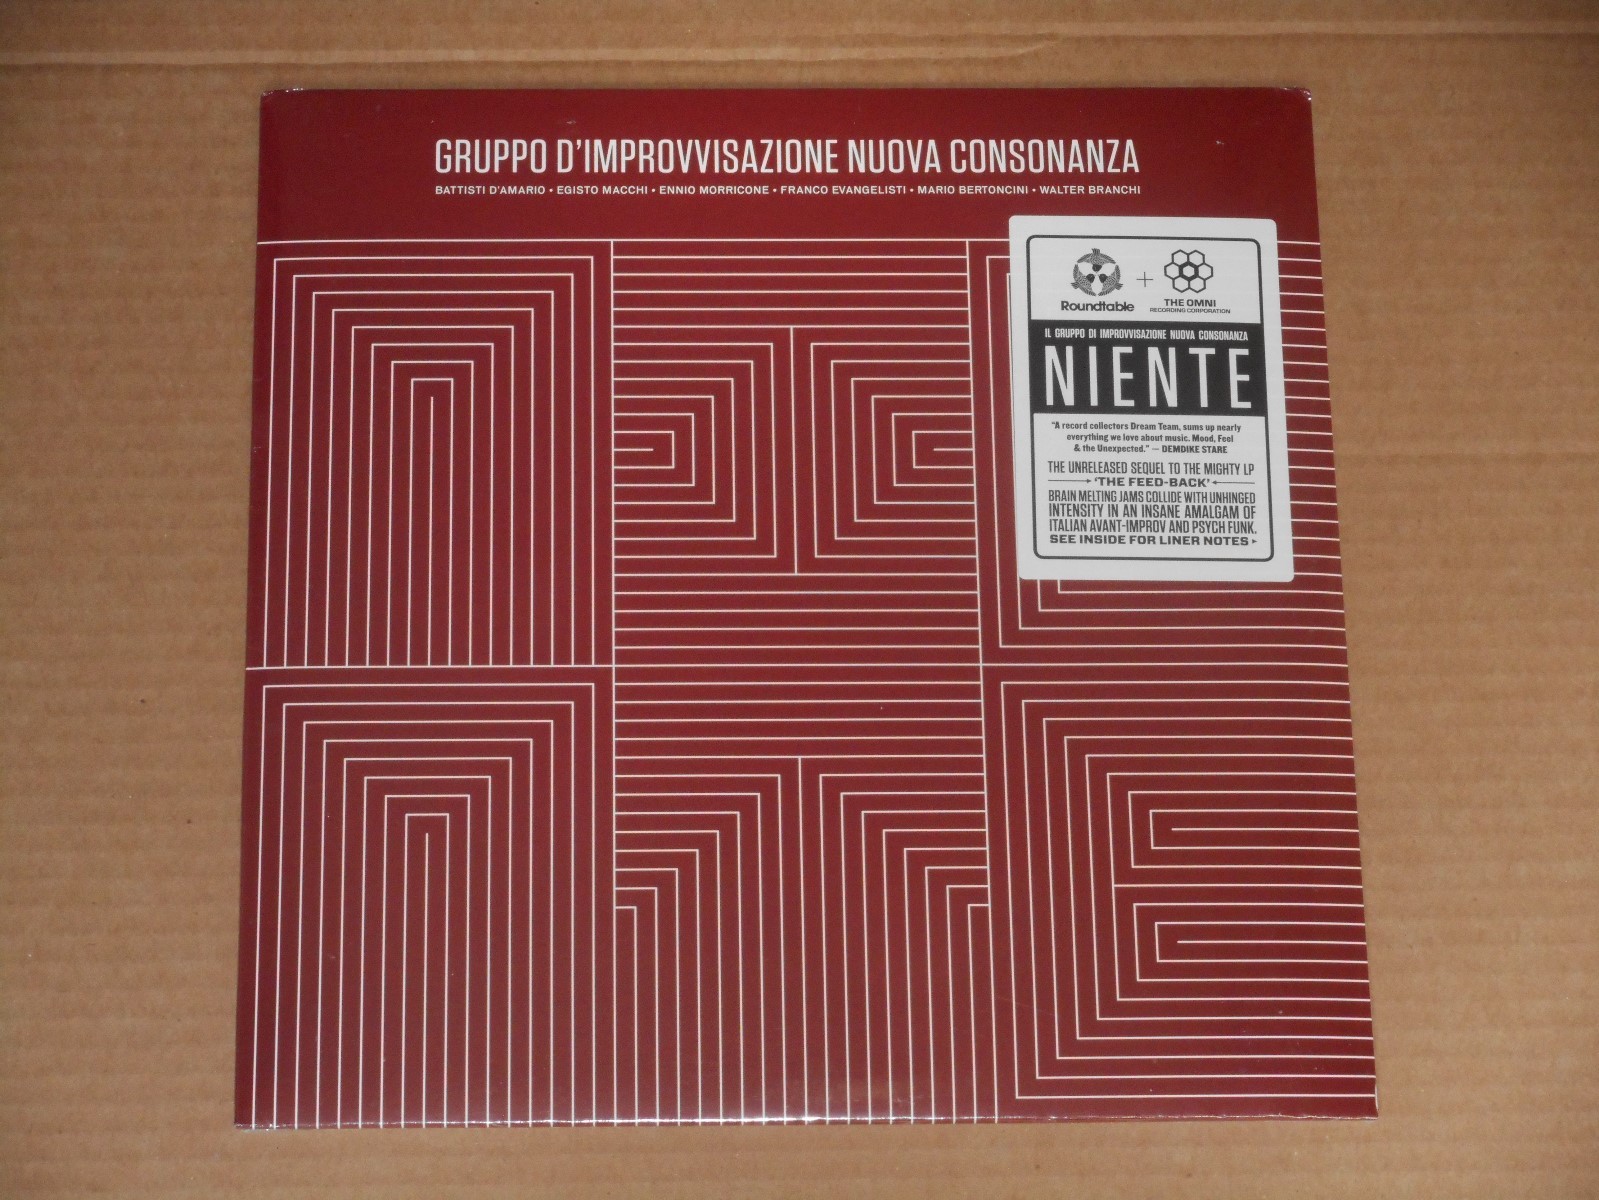 GRUPPO D'IMPROVVISAZIONE NUOVA CONSONANZA
BATTISTI D'AMARIO • EGISTO MACCHI • ENNIO MORRICONE • FRANCO EVANGELISTI • MARIO BERTONCINI • WALTER BRANCHI
Roundtable + THE OMNI
RECORDING CORPORATION
IL GRUPPO DI IMPROVVISAZIONE NUOVA CONSONANZA
NIENTE
"A record collectors Dream Team, sums up nearly
everything we love about music. Mood, Feel
& the Unexpected." — DEMDIKE STARE
THE UNRELEASED SEQUEL TO THE MIGHTY LP
'THE FEED-BACK'
BRAIN MELTING JAMS COLLIDE WITH UNHINGED
INTENSITY IN AN INSANE AMALGAM OF
ITALIAN AVANT-IMPROV AND PSYCH FUNK.
SEE INSIDE FOR LINER NOTES